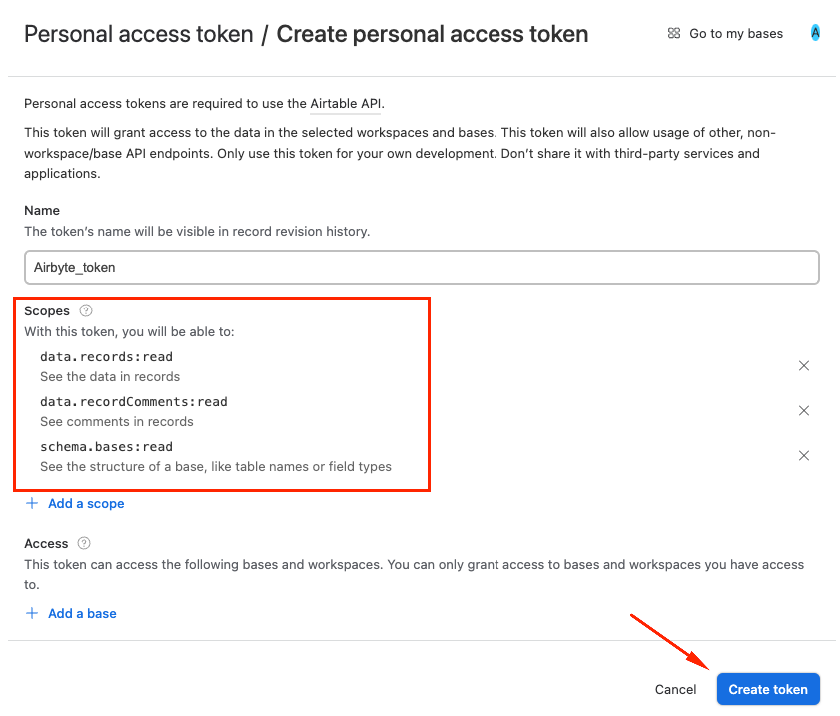 Personal access token / Create personal access token
Go to my bases
A
Personal access tokens are required to use the Airtable API.
This token will grant access to the data in the selected workspaces and bases. This token will also allow usage of other, non-
workspace/base API endpoints. Only use this token for your own development. Don’t share it with third-party services and
applications.
Name
The token’s name will be visible in record revision history.
Airbyte_token
Scopes ?
With this token, you will be able to:
data.records:read
See the data in records
data.recordComments:read
See comments in records
schema.bases:read
See the structure of a base, like table names or field types
+ Add a scope
Access ?
This token can access the following bases and workspaces. You can only grant access to bases and workspaces you have access
to.
+ Add a base
Cancel
Create token